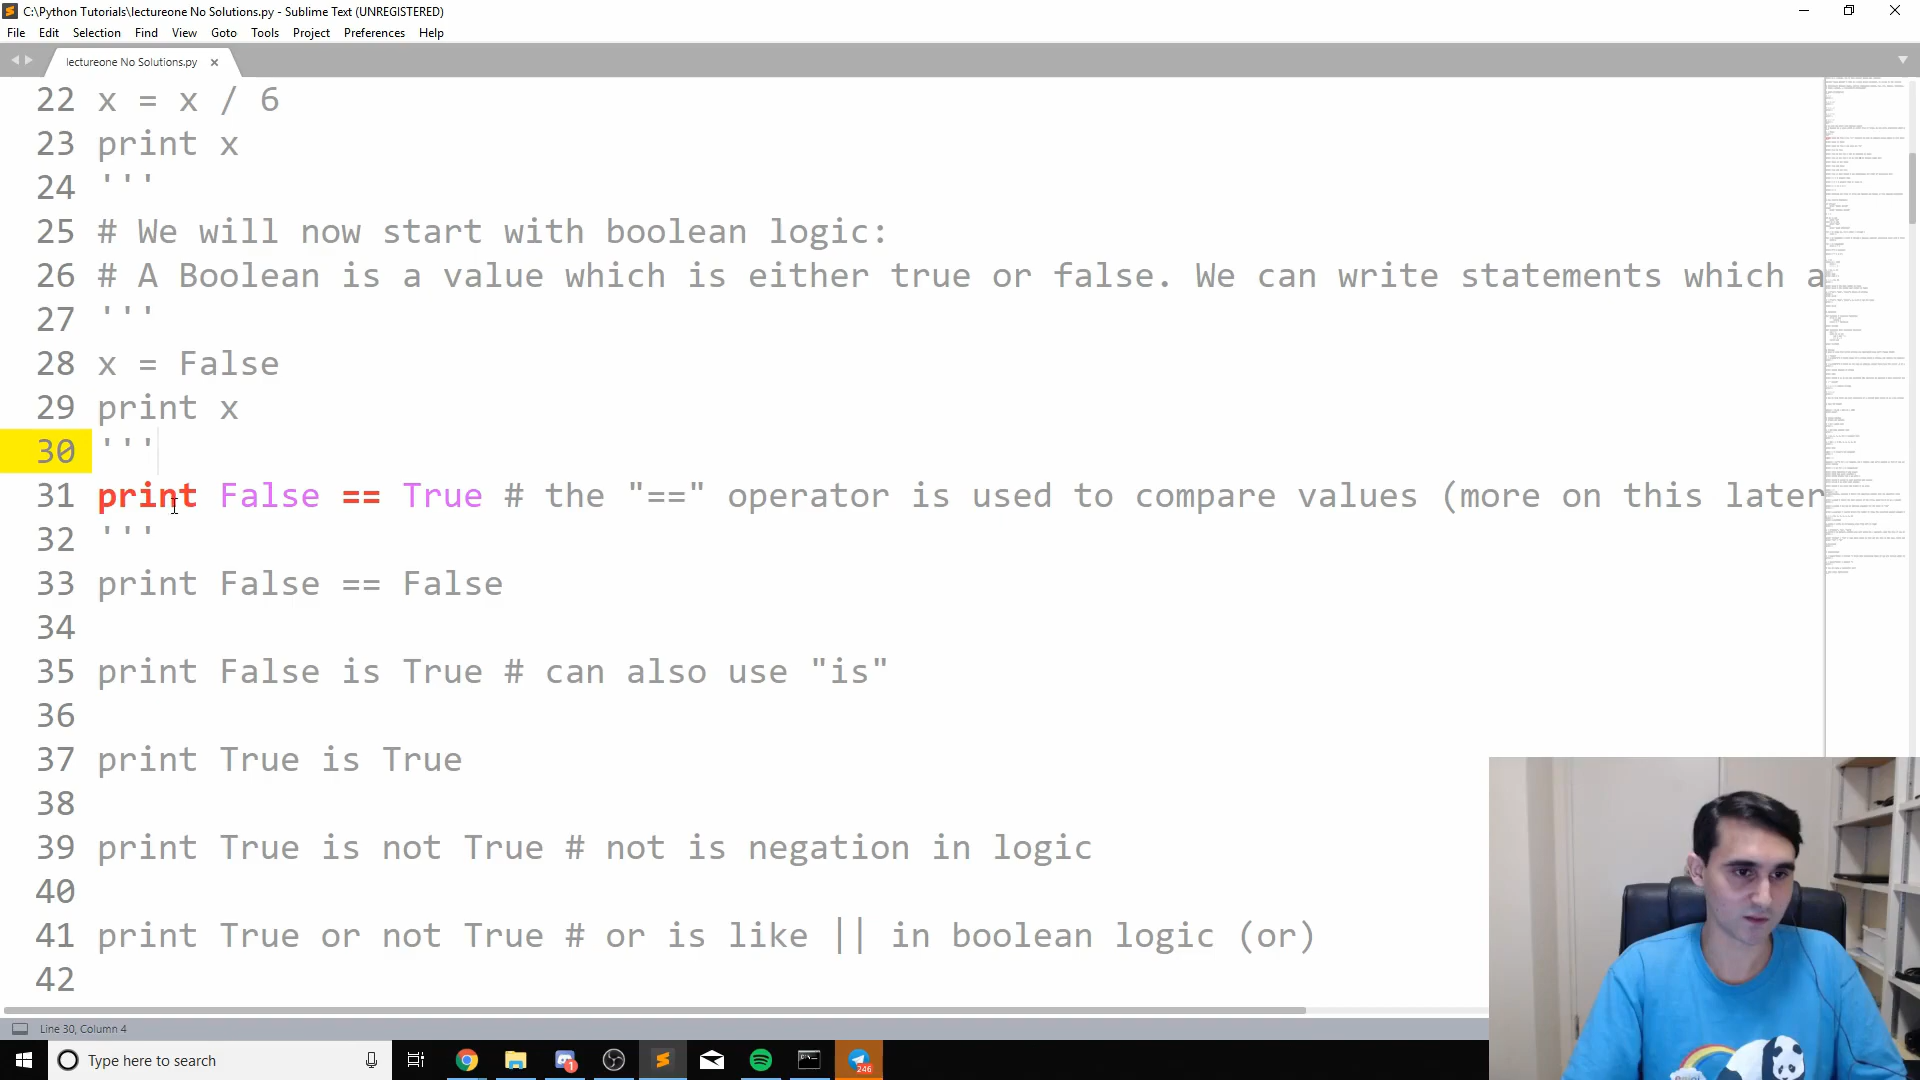 C:\Python Tutorials\lectureone No Solutions.py - Sublime Text (UNREGISTERED)
File Edit Selection Find View Goto Tools Project Preferences Help
lectureone No Solutions.py ×
22 x = x / 6
23 print x
24 '''
25 # We will now start with boolean logic:
26 # A Boolean is a value which is either true or false. We can write statements which a
27 '''
28 x = False
29 print x
30 '''
31 print False == True # the "==" operator is used to compare values (more on this later
32 '''
33 print False == False
34
35 print False is True # can also use "is"
36
37 print True is True
38
39 print True is not True # not is negation in logic
40
41 print True or not True # or is like || in boolean logic (or)
42
Line 30, Column 4
Type here to search
1
246